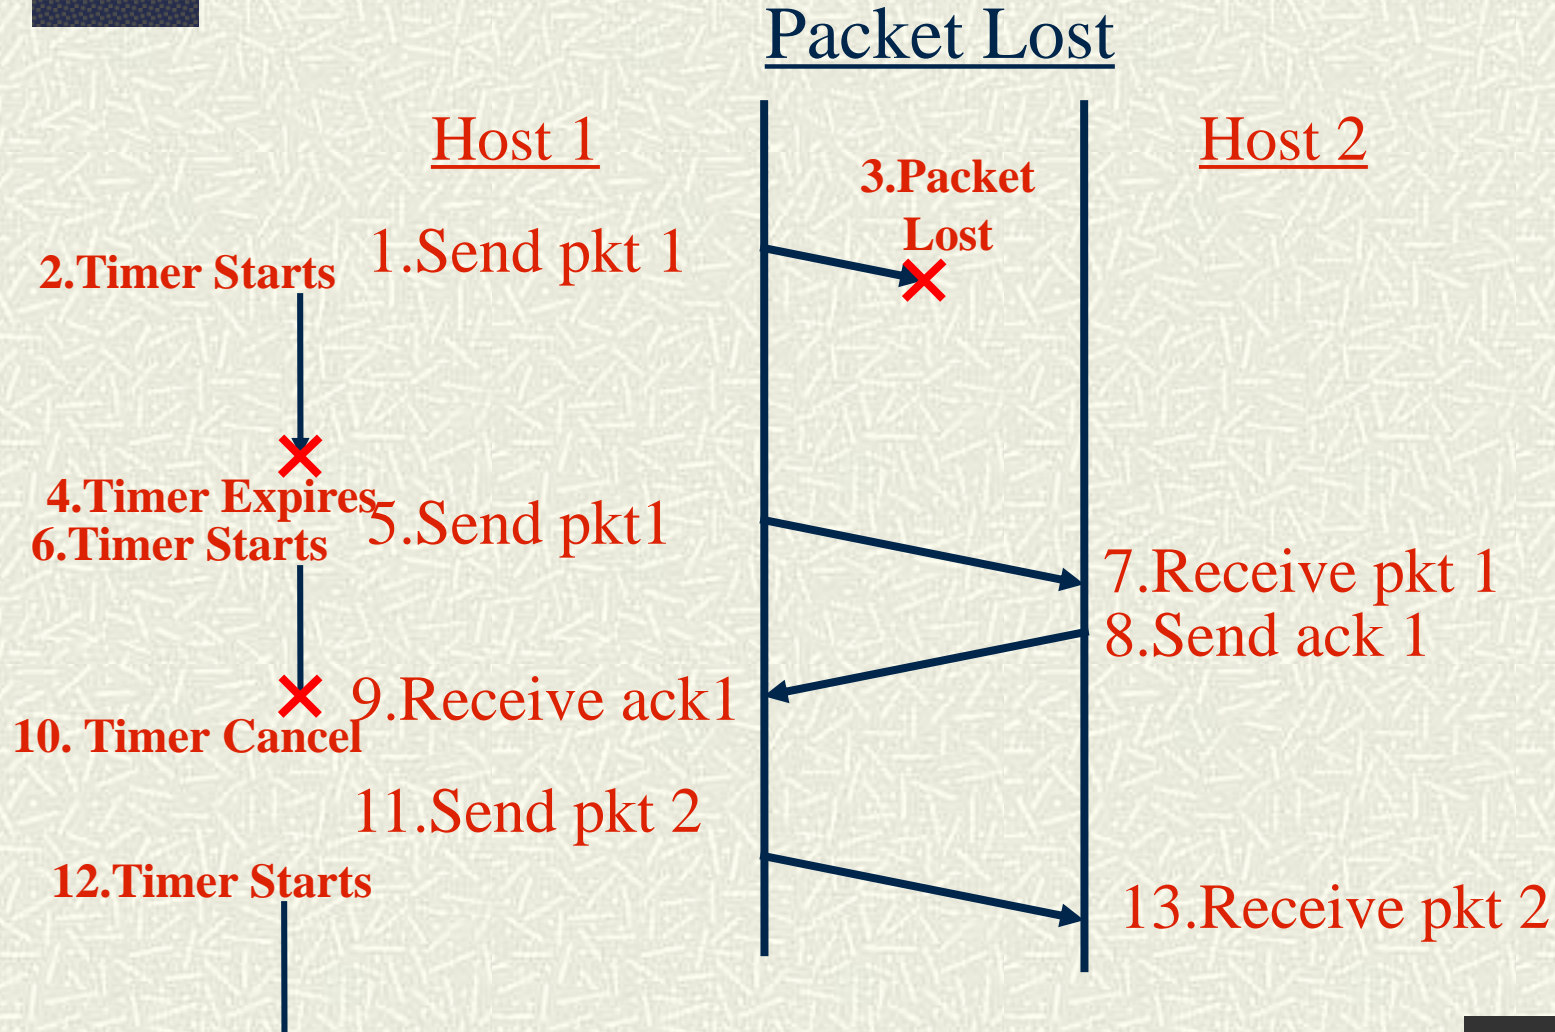 Packet Lost
Host 1
Host 2
3.Packet
Lost
1.Send pkt 1
2.Timer Starts
4.Timer Expires
5.Send pkt1
6.Timer Starts
7.Receive pkt 1
8.Send ack 1
9.Receive ack1
10. Timer Cancel
11.Send pkt 2
12.Timer Starts
13.Receive pkt 2